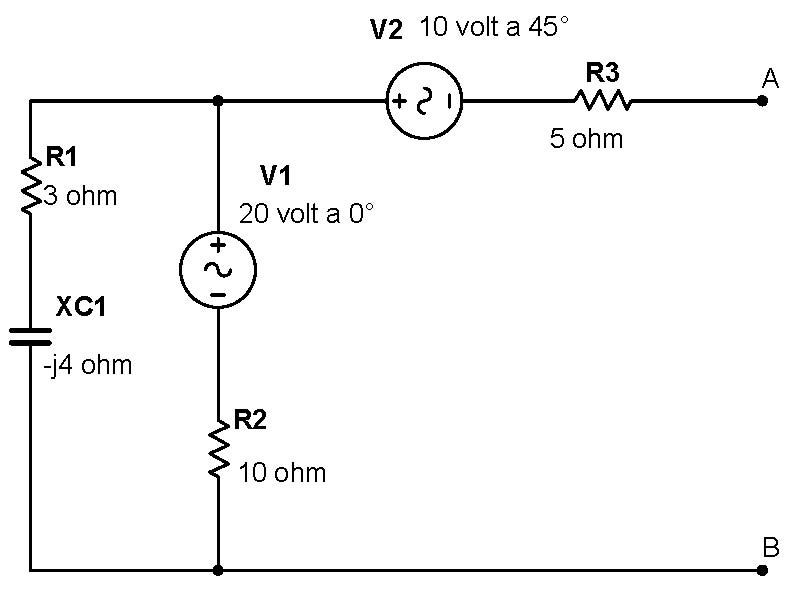 V2 10 volt a 45°
R3
A
5 ohm
R1
3 ohm
V1
20 volt a 0°
XC1
-j4 ohm
R2
10 ohm
B